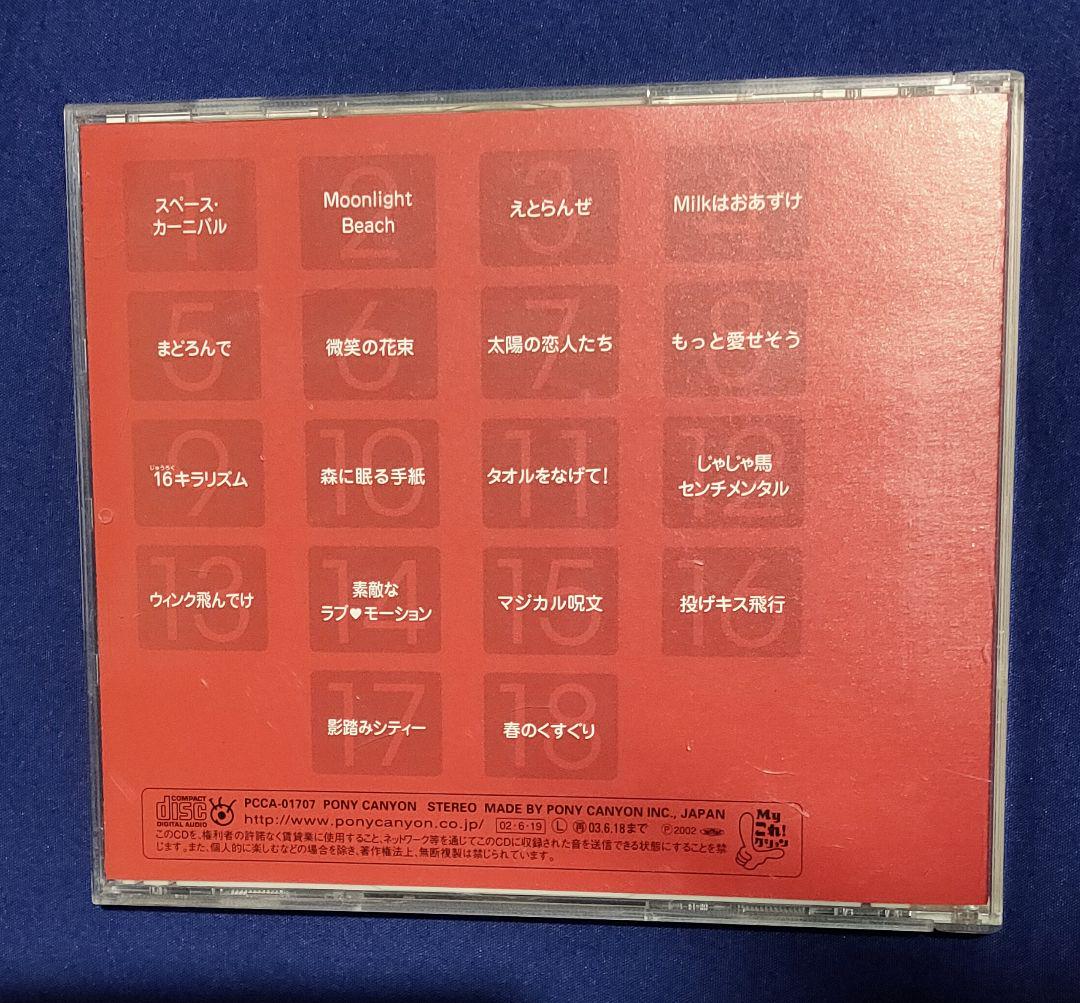 1
スペース・
カーニバル
2
Moonlight
Beach
3
えとらんぜ
4
Milkはおあずけ
5
まどろんで
6
微笑の花束
7
太陽の恋人たち
8
もっと愛せそう
9
じゅうろく
16キラリズム
10
森に眠る手紙
11
タオルをなげて!
12
じゃじゃ馬
センチメンタル
13
ウィンク飛んでけ
14
素敵な
ラブ♥モーション
15
マジカル呪文
16
投げキス飛行
17
影踏みシティー
18
春のくすぐり
COMPACT
disc
DIGITAL AUDIO
PCCA-01707 PONY CANYON STEREO MADE BY PONY CANYON INC., JAPAN
http://www.ponycanyon.co.jp/ 02・6・19 Ⓛ 再 03.6.18まで Ⓟ2002
このCDを、権利者の許諾なく賃貸業に使用すること、ネットワーク等を通じてこのCDに収録された音を送信できる状態にすることを禁
じます。また、個人的に楽しむなどの場合を除き、著作権法上、無断複製は禁じられています。
My
これ!
クション